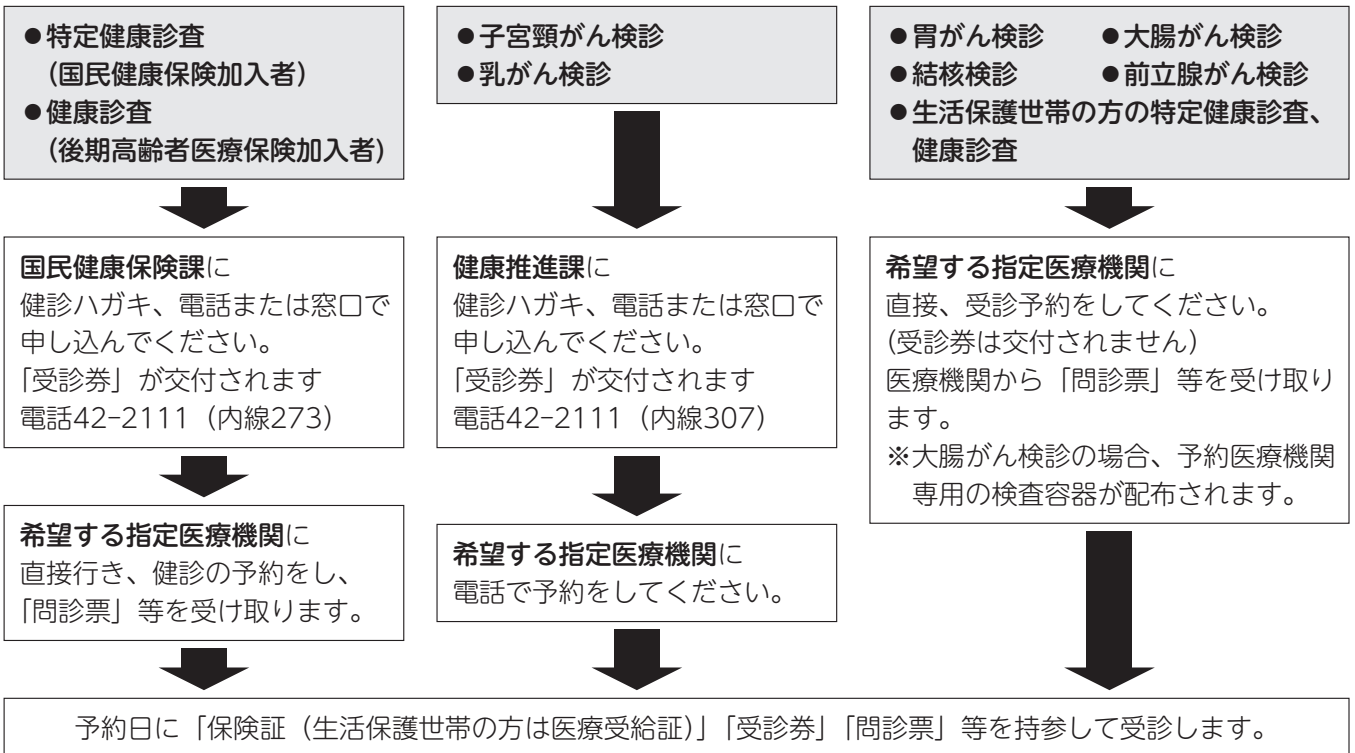 ●特定健康診査
(国民健康保険加入者)
●健康診査
(後期高齢者医療保険加入者)
国民健康保険課に
健診ハガキ、電話または窓口で
申し込んでください。
「受診券」が交付されます
電話42-2111（内線273）
希望する指定医療機関に
直接行き、健診の予約をし、
「問診票」等を受け取ります。
●子宮頸がん検診
●乳がん検診
健康推進課に
健診ハガキ、電話または窓口で
申し込んでください。
「受診券」が交付されます
電話42-2111（内線307）
希望する指定医療機関に
電話で予約をしてください。
●胃がん検診 ●大腸がん検診
●結核検診 ●前立腺がん検診
●生活保護世帯の方の特定健康診査、
健康診査
希望する指定医療機関に
直接、受診予約をしてください。
(受診券は交付されません)
医療機関から「問診票」等を受け取り
ます。
※大腸がん検診の場合、予約医療機関
専用の検査容器が配布されます。
予約日に「保険証（生活保護世帯の方は医療受給証）」「受診券」「問診票」等を持参して受診します。